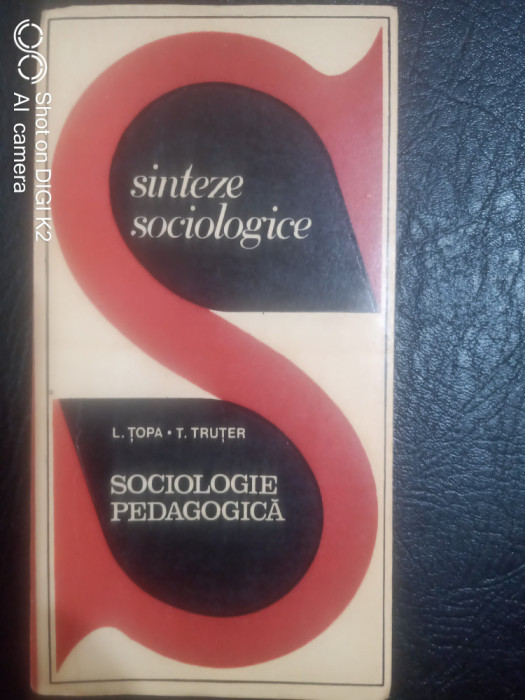 sinteze
sociologice
L. ȚOPA • T. TRUȚER
SOCIOLOGIE
PEDAGOGICĂ
Shot on DIGI K2
AI camera